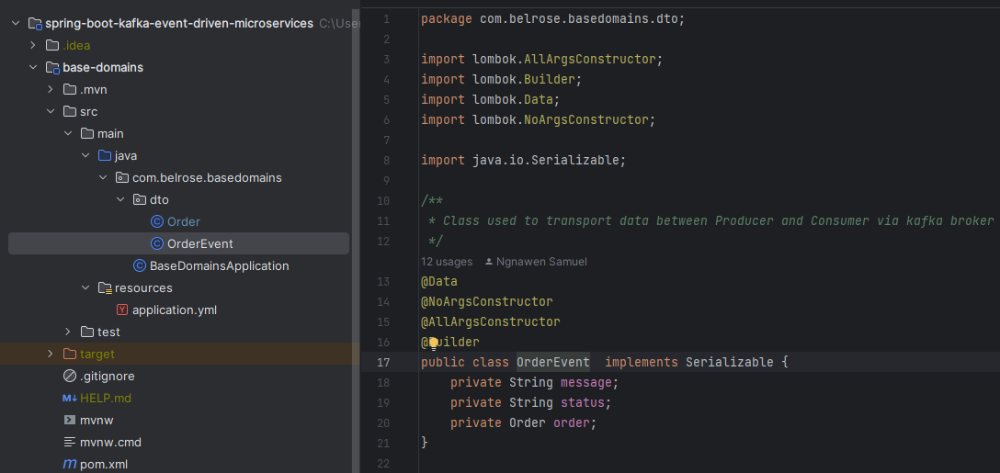 spring-boot-kafka-event-driven-microservices C:\User
.idea
base-domains
.mvn
src
main
java
com.belrose.basedomains
dto
Order
OrderEvent
BaseDomainsApplication
resources
application.yml
test
target
.gitignore
HELP.md
mvnw
mvnw.cmd
pom.xml
1 package com.belrose.basedomains.dto;
2
3 import lombok.AllArgsConstructor;
4 import lombok.Builder;
5 import lombok.Data;
6 import lombok.NoArgsConstructor;
7
8 import java.io.Serializable;
9
10 /**
11 * Class used to transport data between Producer and Consumer via kafka broker
12 */
12 usages Ngnawen Samuel
13 @Data
14 @NoArgsConstructor
15 @AllArgsConstructor
16 @Builder
17 public class OrderEvent  implements Serializable {
18 private String message;
19 private String status;
20 private Order order;
21 }
22